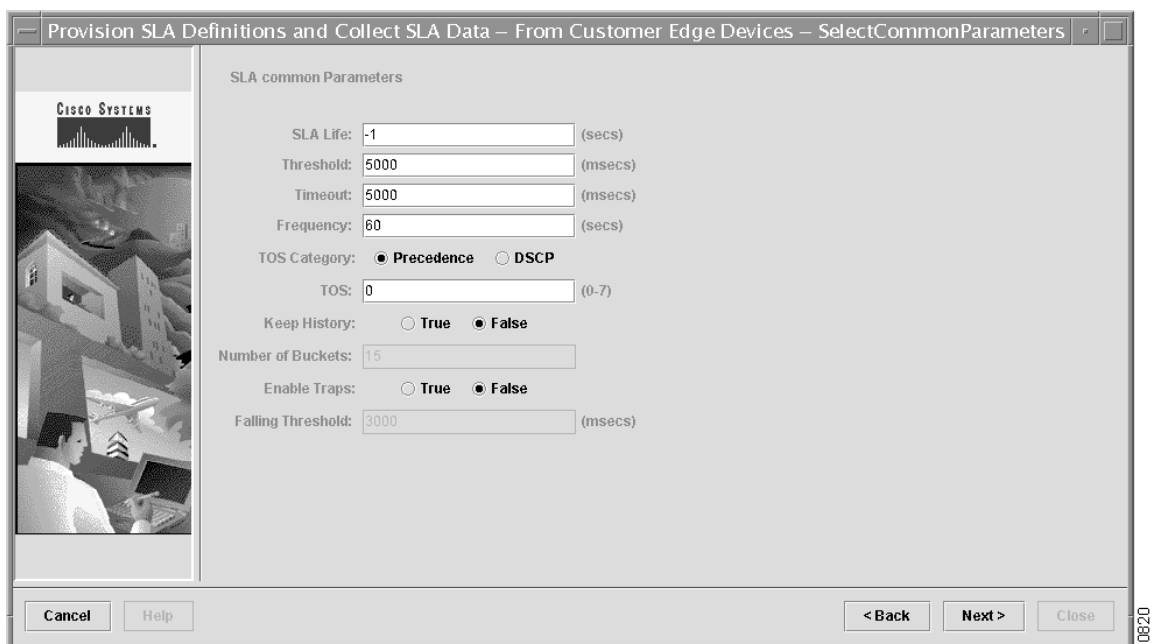 Provision SLA Definitions and Collect SLA Data – From Customer Edge Devices – SelectCommonParameters
CISCO SYSTEMS
SLA common Parameters
SLA Life: -1 (secs)
Threshold: 5000 (msecs)
Timeout: 5000 (msecs)
Frequency: 60 (secs)
TOS Category: Precedence DSCP
TOS: 0 (0-7)
Keep History: True False
Number of Buckets: 15
Enable Traps: True False
Falling Threshold: 3000 (msecs)
Cancel Help < Back Next > Close
0820